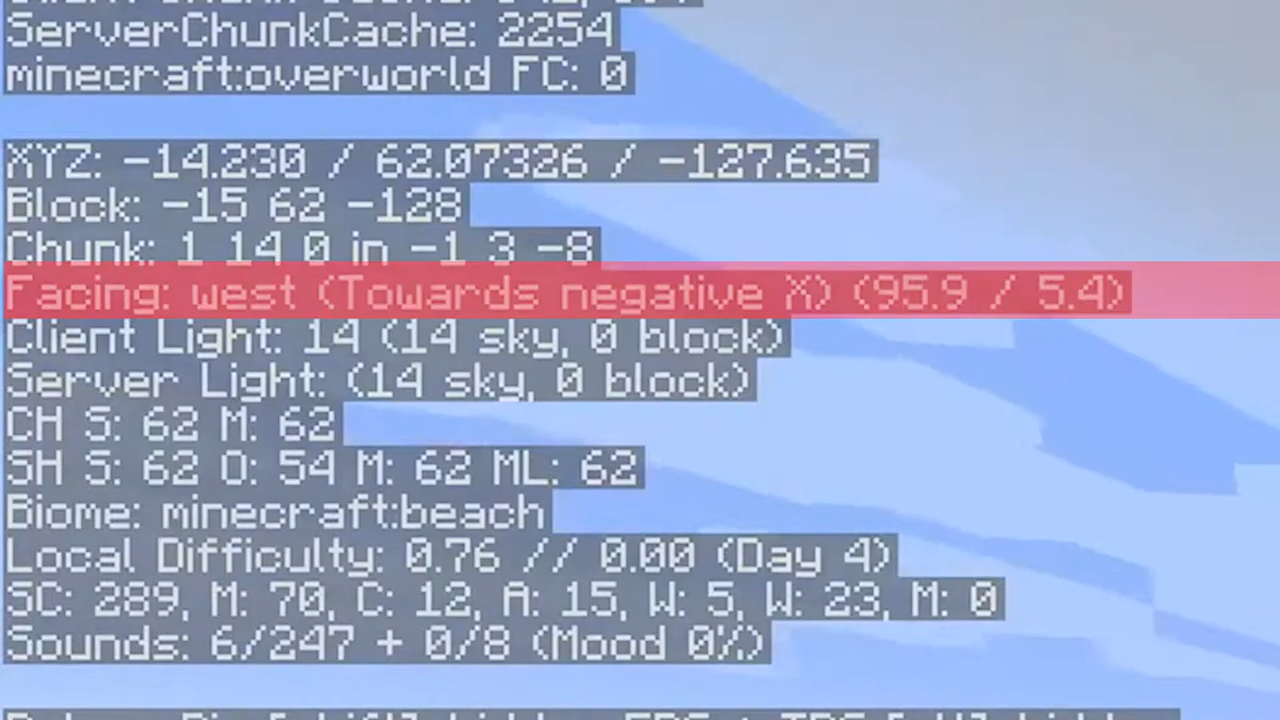 ServerChunkCache: 2254
minecraft:overworld FC: 0
XYZ: -14.230 / 62.07326 / -127.635
Block: -15 62 -128
Chunk: 1 14 0 in -1 3 -8
Facing: west (Towards negative X) (95.9 / 5.4)
Client Light: 14 (14 sky, 0 block)
Server Light: (14 sky, 0 block)
CH S: 62 M: 62
SH S: 62 O: 54 M: 62 ML: 62
Biome: minecraft:beach
Local Difficulty: 0.76 // 0.00 (Day 4)
SC: 289, M: 70, C: 12, A: 15, W: 5, W: 23, M: 0
Sounds: 6/247 + 0/8 (Mood 0%)